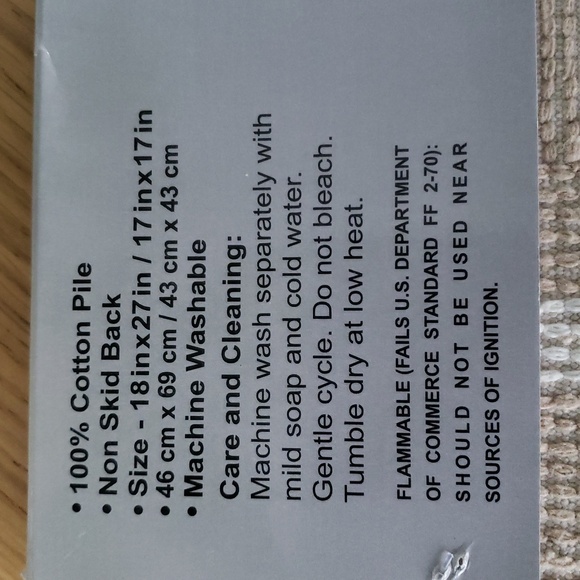 • 100% Cotton Pile
• Non Skid Back
• Size - 18inx27in / 17inx17in
• 46 cm x 69 cm / 43 cm x 43 cm
• Machine Washable
Care and Cleaning:
Machine wash separately with
mild soap and cold water.
Gentle cycle. Do not bleach.
Tumble dry at low heat.
FLAMMABLE (FAILS U.S. DEPARTMENT
OF COMMERCE STANDARD FF 2-70):
SHOULD NOT BE USED NEAR
SOURCES OF IGNITION.